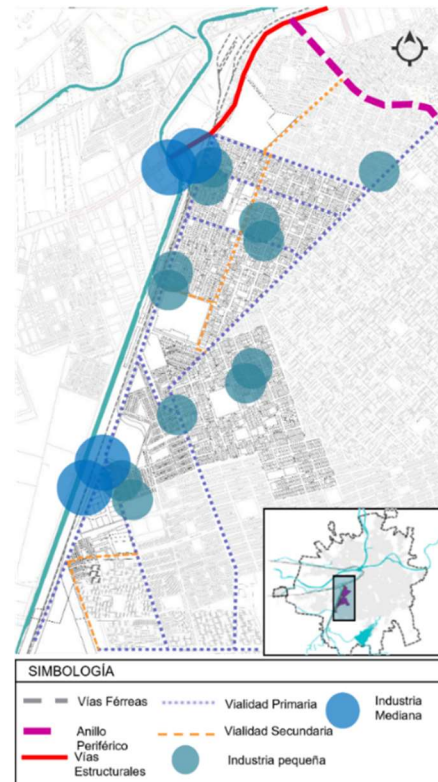 SIMBOLOGÍA
Vías Férreas
Vialidad Primaria
Industria
Mediana
Anillo
Periférico
Vialidad Secundaria
Vías
Estructurales
Industria pequeña